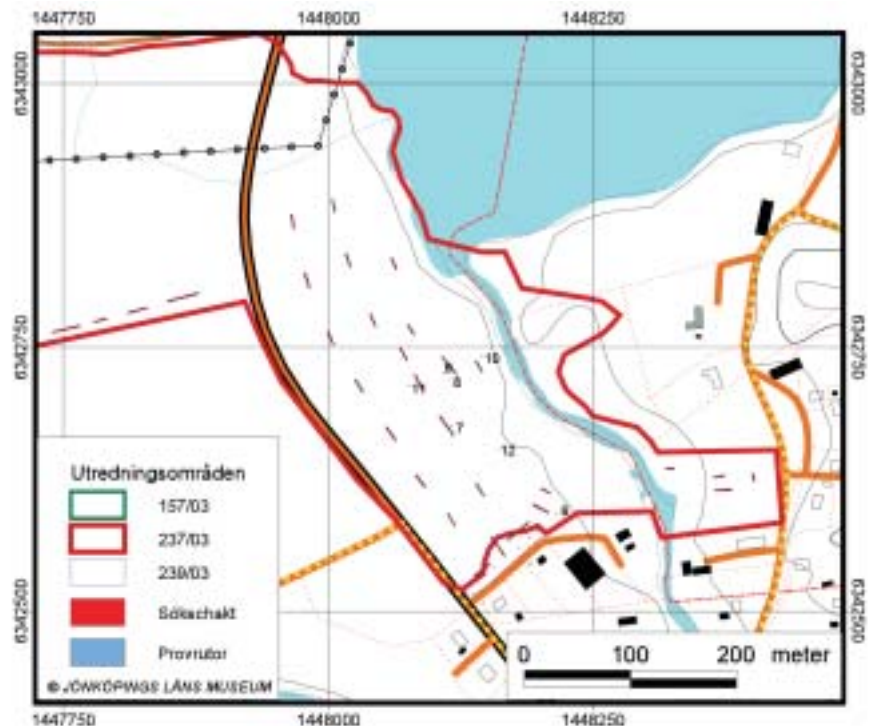 1447750 1448000 1448250
6343000 6343000
6342750 6342750
10
8
7
12
Utredningsområden
157/03
237/03
239/03
Sökschakt
Provrutor
6342500 6342500
0 100 200 meter
© JÖNKÖPINGS LÄNS MUSEUM
1447750 1448000 1448250